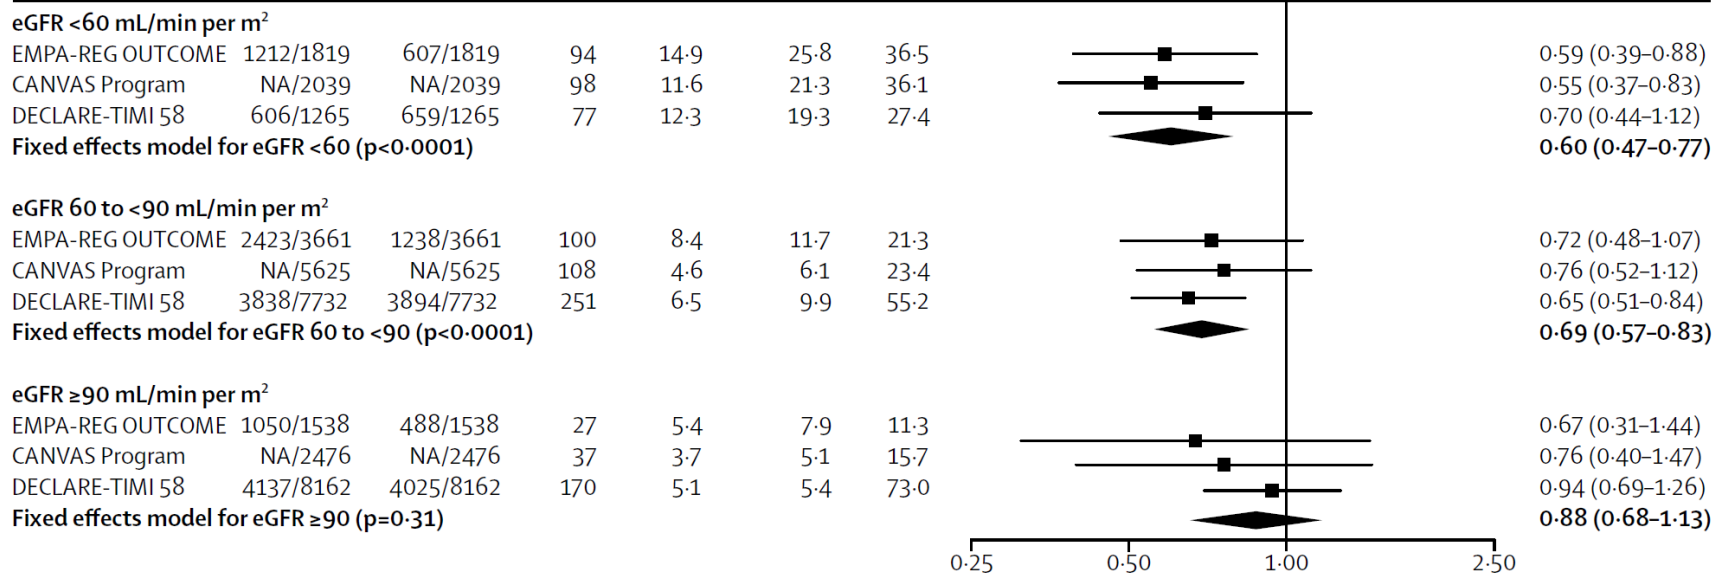 eGFR <60 mL/min per m²
EMPA-REG OUTCOME 1212/1819 607/1819 94 14·9 25·8 36·5 0·59 (0·39–0·88)
CANVAS Program NA/2039 NA/2039 98 11·6 21·3 36·1 0·55 (0·37–0·83)
DECLARE-TIMI 58 606/1265 659/1265 77 12·3 19·3 27·4 0·70 (0·44–1·12)
Fixed effects model for eGFR <60 (p<0·0001) 0·60 (0·47–0·77)
eGFR 60 to <90 mL/min per m²
EMPA-REG OUTCOME 2423/3661 1238/3661 100 8·4 11·7 21·3 0·72 (0·48–1·07)
CANVAS Program NA/5625 NA/5625 108 4·6 6·1 23·4 0·76 (0·52–1·12)
DECLARE-TIMI 58 3838/7732 3894/7732 251 6·5 9·9 55·2 0·65 (0·51–0·84)
Fixed effects model for eGFR 60 to <90 (p<0·0001) 0·69 (0·57–0·83)
eGFR ≥90 mL/min per m²
EMPA-REG OUTCOME 1050/1538 488/1538 27 5·4 7·9 11·3 0·67 (0·31–1·44)
CANVAS Program NA/2476 NA/2476 37 3·7 5·1 15·7 0·76 (0·40–1·47)
DECLARE-TIMI 58 4137/8162 4025/8162 170 5·1 5·4 73·0 0·94 (0·69–1·26)
Fixed effects model for eGFR ≥90 (p=0·31) 0·88 (0·68–1·13)
0·25 0·50 1·00 2·50